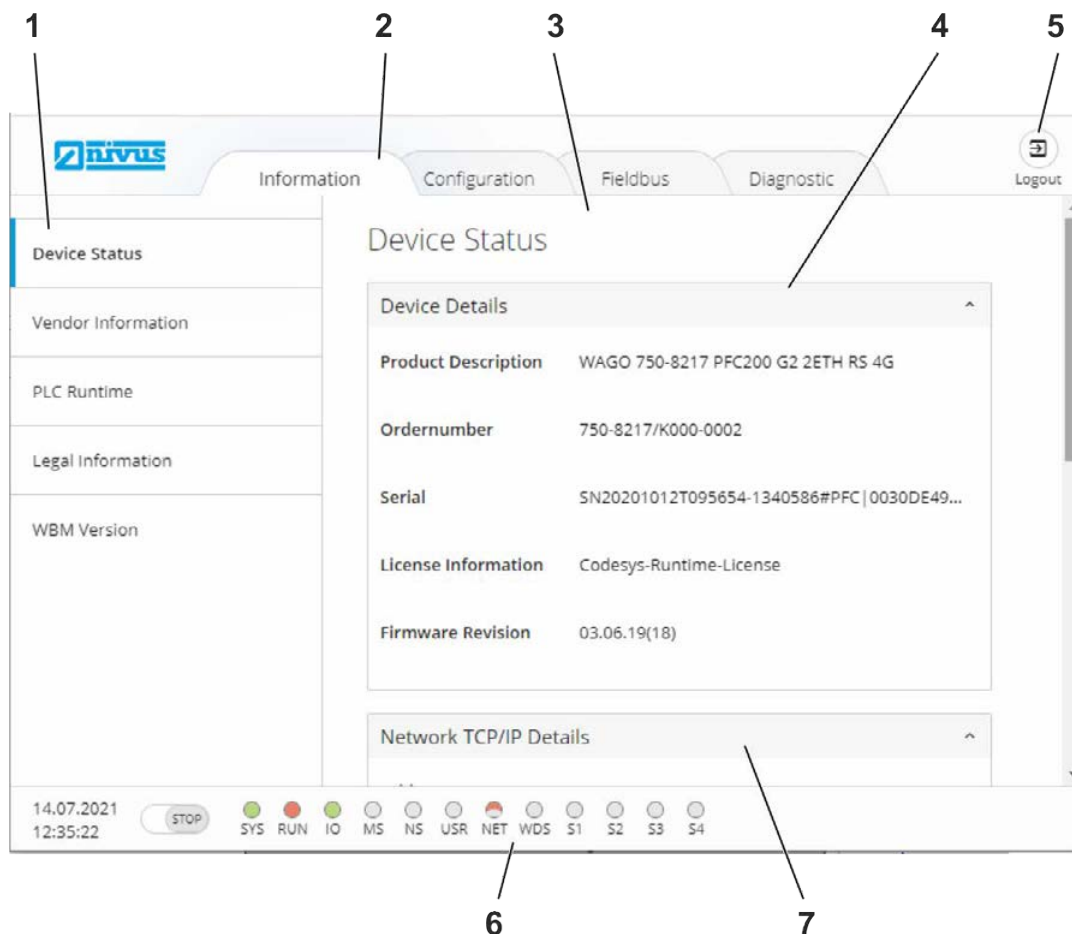 1 2 3 4 5
nivus
Information Configuration Fieldbus Diagnostic Logout
Device Status
Vendor Information
PLC Runtime
Legal Information
WBM Version
Device Status
Device Details
Product Description WAGO 750-8217 PFC200 G2 2ETH RS 4G
Ordernumber 750-8217/K000-0002
Serial SN20201012T095654-1340586#PFC|0030DE49...
License Information Codesys-Runtime-License
Firmware Revision 03.06.19(18)
Network TCP/IP Details
14.07.2021
12:35:22
STOP
SYS RUN IO MS NS USR NET WDS S1 S2 S3 S4
6 7